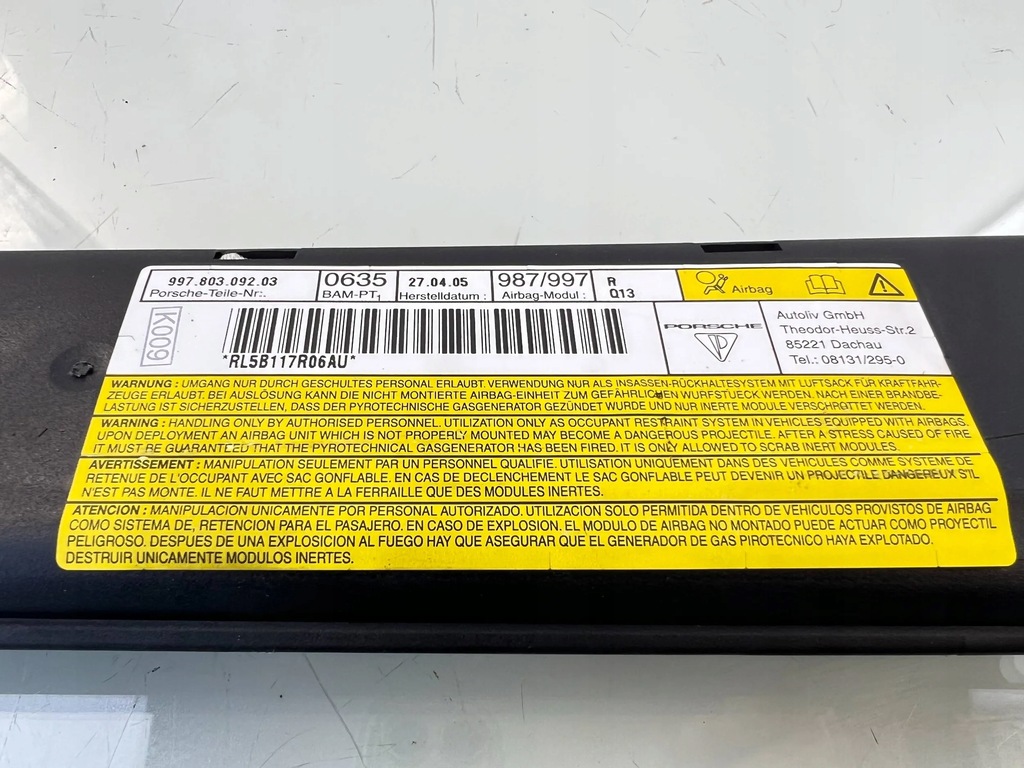 997.803.092.03
Porsche-Teile-Nr:.
0635
BAM-PT1
27.04.05
Herstelldatum :
987/997
Airbag-Modul :
R
Q13
Airbag
K009
*RL5B117R06AU*
PORSCHE
Autoliv GmbH
Theodor-Heuss-Str.2
85221 Dachau
Tel.: 08131/295-0
WARNUNG : UMGANG NUR DURCH GESCHULTES PERSONAL ERLAUBT. VERWENDUNG NUR ALS INSASSEN-RÜCKHALTESYSTEM MIT LUFTSACK FÜR KRAFTFAHR-
ZEUGE ERLAUBT. BEI AUSLÖSUNG KANN DIE NICHT MONTIERTE AIRBAG-EINHEIT ZUM GEFÄHRLICHEN WURFSTUECK WERDEN. NACH EINER BRANDBE-
LASTUNG IST SICHERZUSTELLEN, DASS DER PYROTECHNISCHE GASGENERATOR GEZÜNDET WURDE UND NUR INERTE MODULE VERSCHROTTET WERDEN.
WARNING : HANDLING ONLY BY AUTHORISED PERSONNEL. UTILIZATION ONLY AS OCCUPANT RESTRAINT SYSTEM IN VEHICLES EQUIPPED WITH AIRBAGS.
UPON DEPLOYMENT AN AIRBAG UNIT WHICH IS NOT PROPERLY MOUNTED MAY BECOME A DANGEROUS PROJECTILE. AFTER A STRESS CAUSED OF FIRE
IT MUST BE GUARANTEED THAT THE PYROTECHNICAL GASGENERATOR HAS BEEN FIRED. IT IS ONLY ALLOWED TO SCRAB INERT MODULES.
AVERTISSEMENT : MANIPULATION SEULEMENT PAR UN PERSONNEL QUALIFIE. UTILISATION UNIQUEMENT DANS DES VEHICULES COMME SYSTEME DE
RETENUE DE L'OCCUPANT AVEC SAC GONFLABLE. EN CAS DE DECLENCHEMENT LE SAC GONFLABLE PEUT DEVENIR UN PROJECTILE DANGEREUX S'IL
N'EST PAS MONTE. IL NE FAUT METTRE A LA FERRAILLE QUE DES MODULES INERTES.
ATENCION : MANIPULACION UNICAMENTE POR PERSONAL AUTORIZADO. UTILIZACION SOLO PERMITIDA DENTRO DE VEHICULOS PROVISTOS DE AIRBAG
COMO SISTEMA DE, RETENCION PARA EL PASAJERO. EN CASO DE EXPLOSION. EL MODULO DE AIRBAG NO MONTADO PUEDE ACTUAR COMO PROYECTIL
PELIGROSO. DESPUES DE UNA EXPLOSION AL FUEGO HAY QUE ASEGURAR QUE EL GENERADOR DE GAS PIROTECNICO HAYA EXPLOTADO.
DESTRUIR UNICAMENTE MODULOS INERTES.